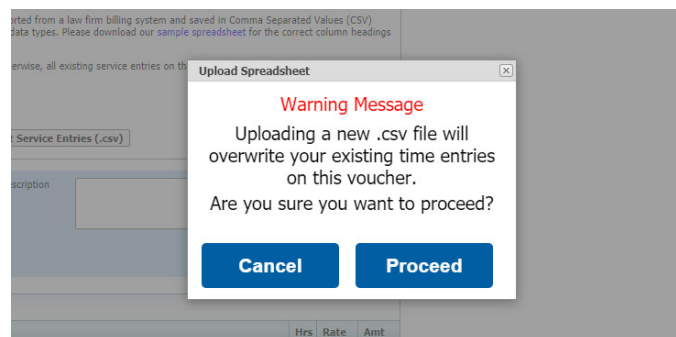 orted from a law firm billing system and saved in Comma Separated Values (CSV)
data types. Please download our sample spreadsheet for the correct column headings
erwise, all existing service entries on th
Upload Spreadsheet
Warning Message
Uploading a new .csv file will
overwrite your existing time entries
on this voucher.
Are you sure you want to proceed?
t Service Entries (.csv)
scription
Cancel Proceed
Hrs Rate Amt